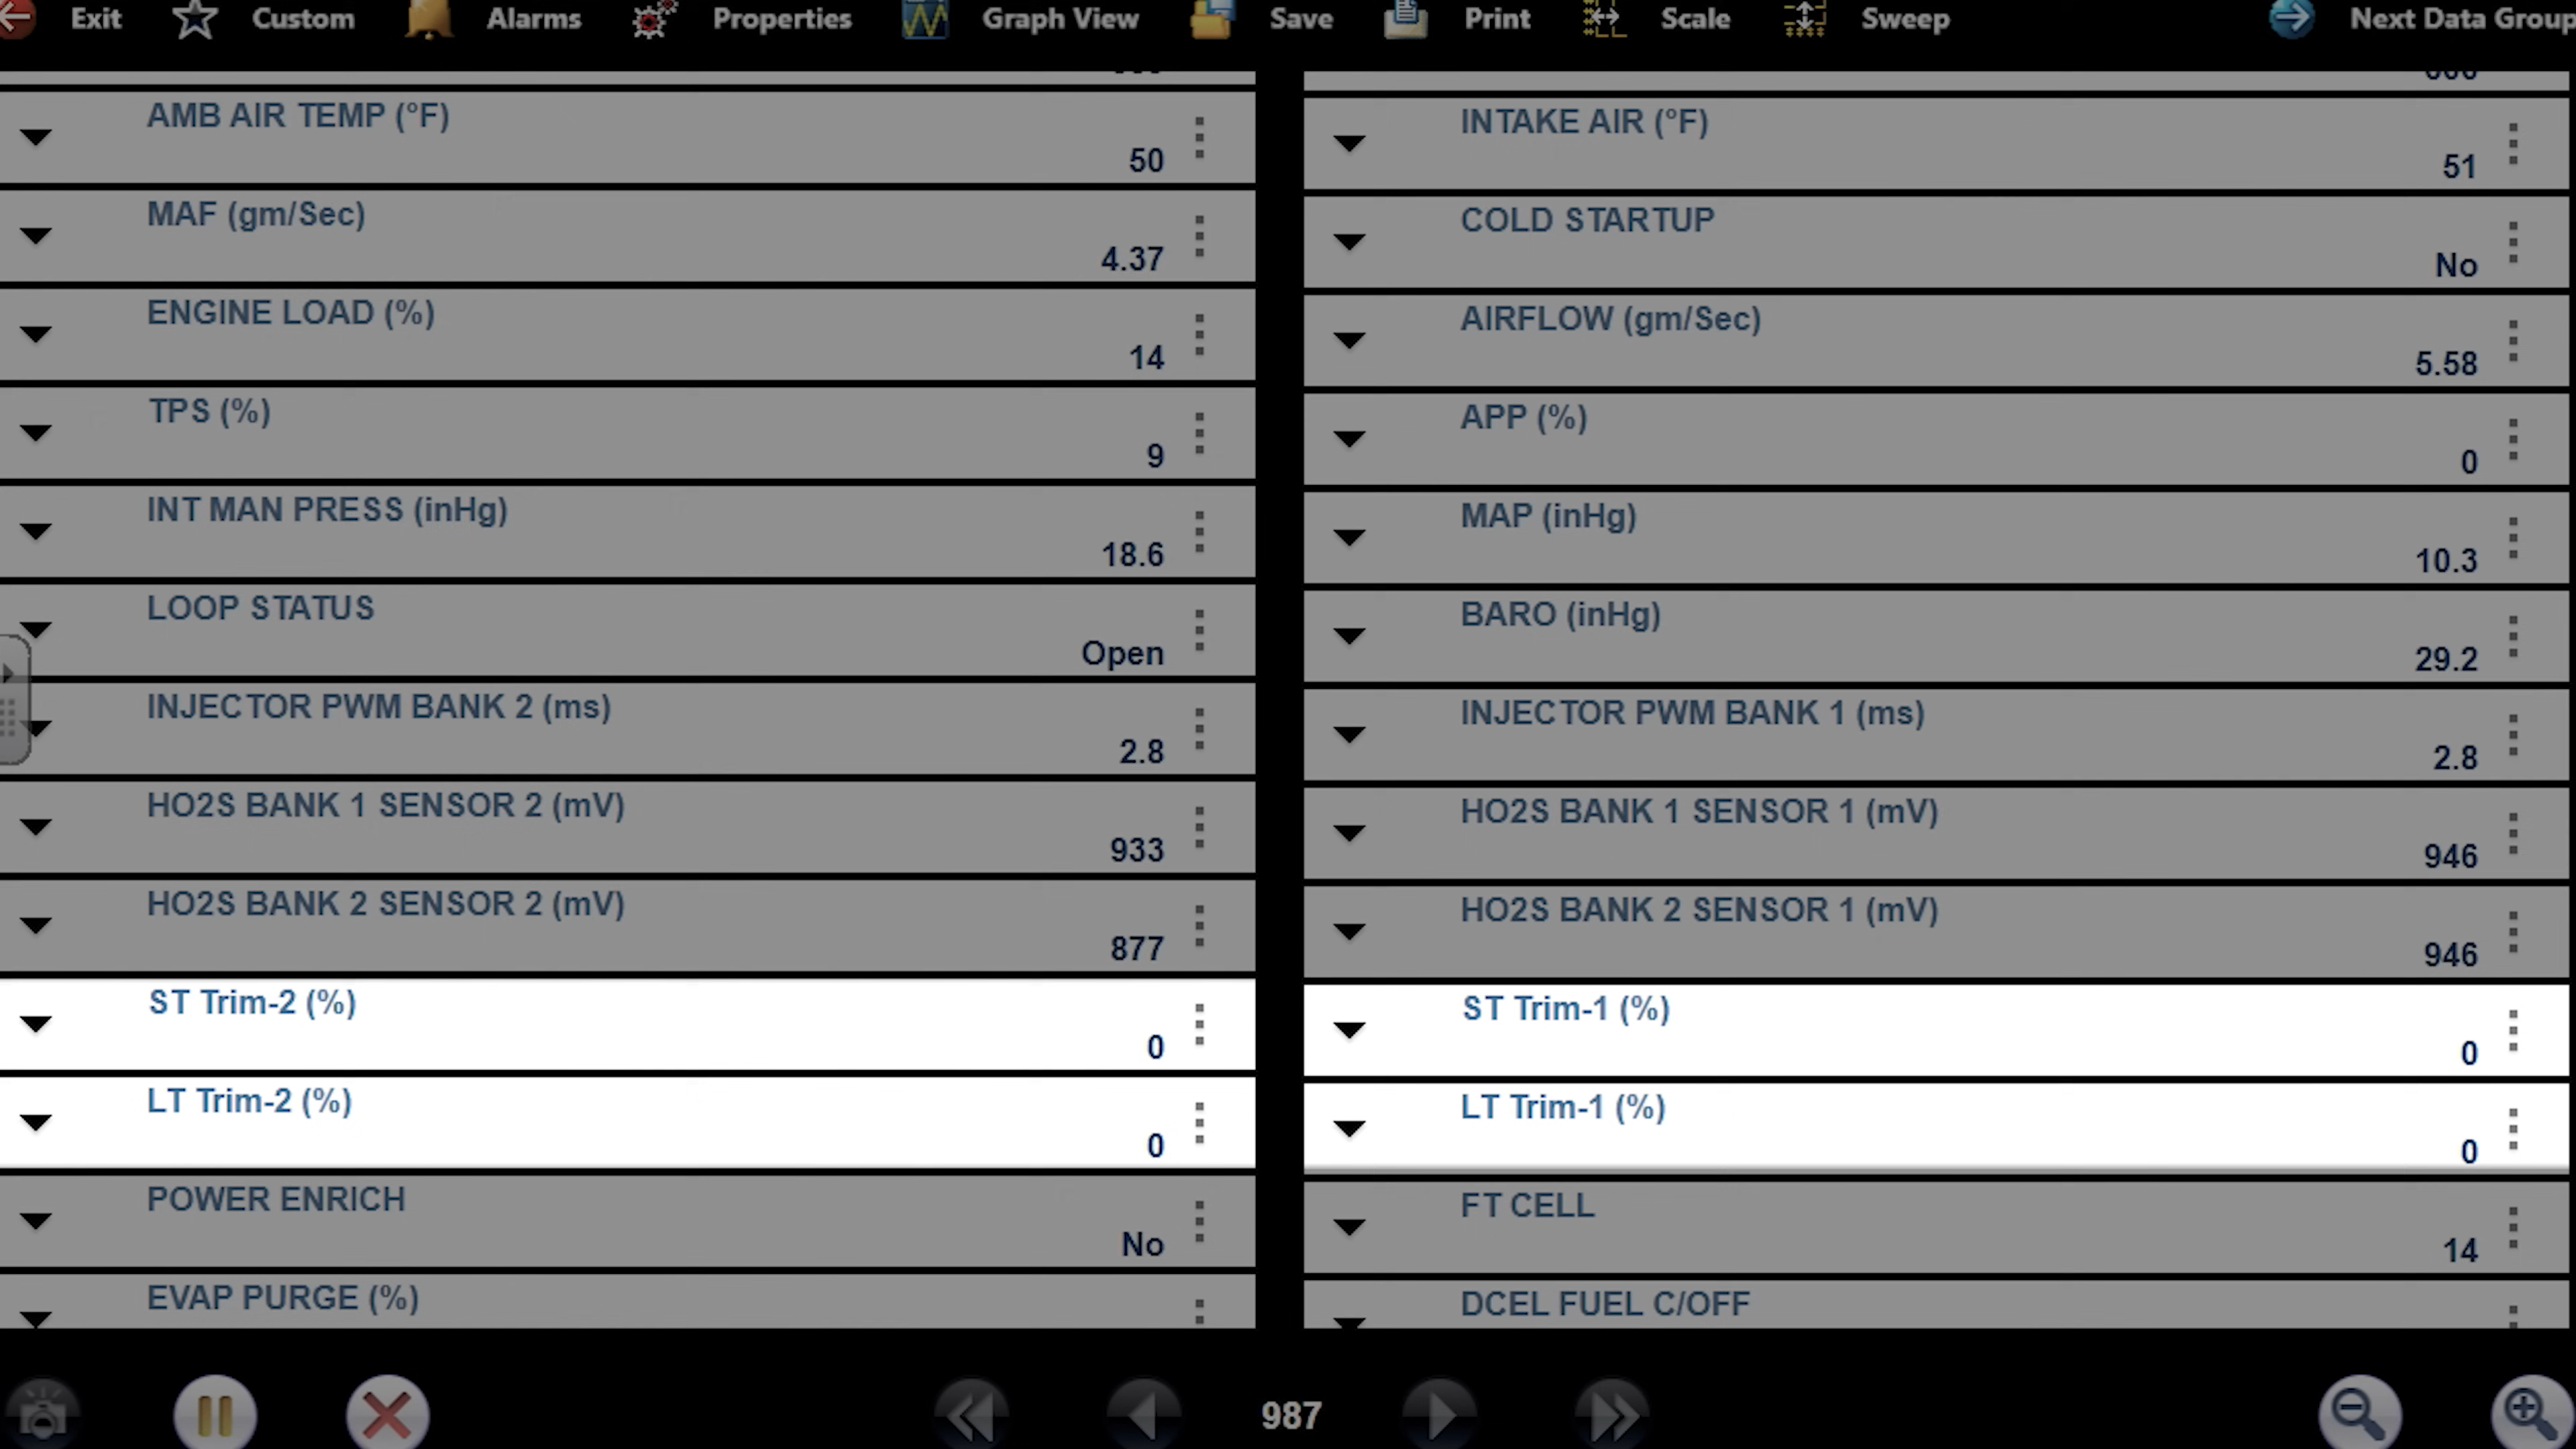 Exit Custom Alarms Properties Graph View Save Print Scale Sweep Next Data Group
AMB AIR TEMP (°F)
50
INTAKE AIR (°F)
51
MAF (gm/Sec)
4.37
COLD STARTUP
No
ENGINE LOAD (%)
14
AIRFLOW (gm/Sec)
5.58
TPS (%)
9
APP (%)
0
INT MAN PRESS (inHg)
18.6
MAP (inHg)
10.3
LOOP STATUS
Open
BARO (inHg)
29.2
INJECTOR PWM BANK 2 (ms)
2.8
INJECTOR PWM BANK 1 (ms)
2.8
HO2S BANK 1 SENSOR 2 (mV)
933
HO2S BANK 1 SENSOR 1 (mV)
946
HO2S BANK 2 SENSOR 2 (mV)
877
HO2S BANK 2 SENSOR 1 (mV)
946
ST Trim-2 (%)
0
ST Trim-1 (%)
0
LT Trim-2 (%)
0
LT Trim-1 (%)
0
POWER ENRICH
No
FT CELL
14
EVAP PURGE (%)
DCEL FUEL C/OFF
987